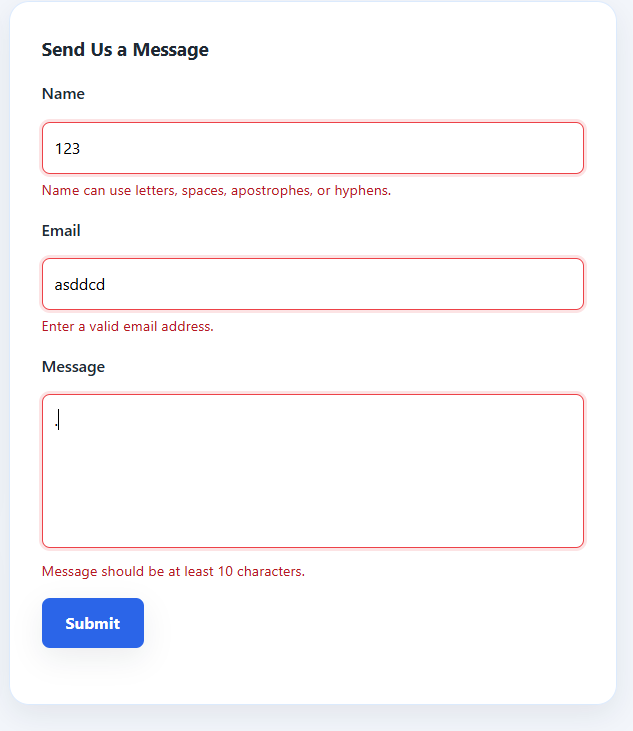 Send Us a Message
Name
123
Name can use letters, spaces, apostrophes, or hyphens.
Email
asddcd
Enter a valid email address.
Message
.
Message should be at least 10 characters.
Submit